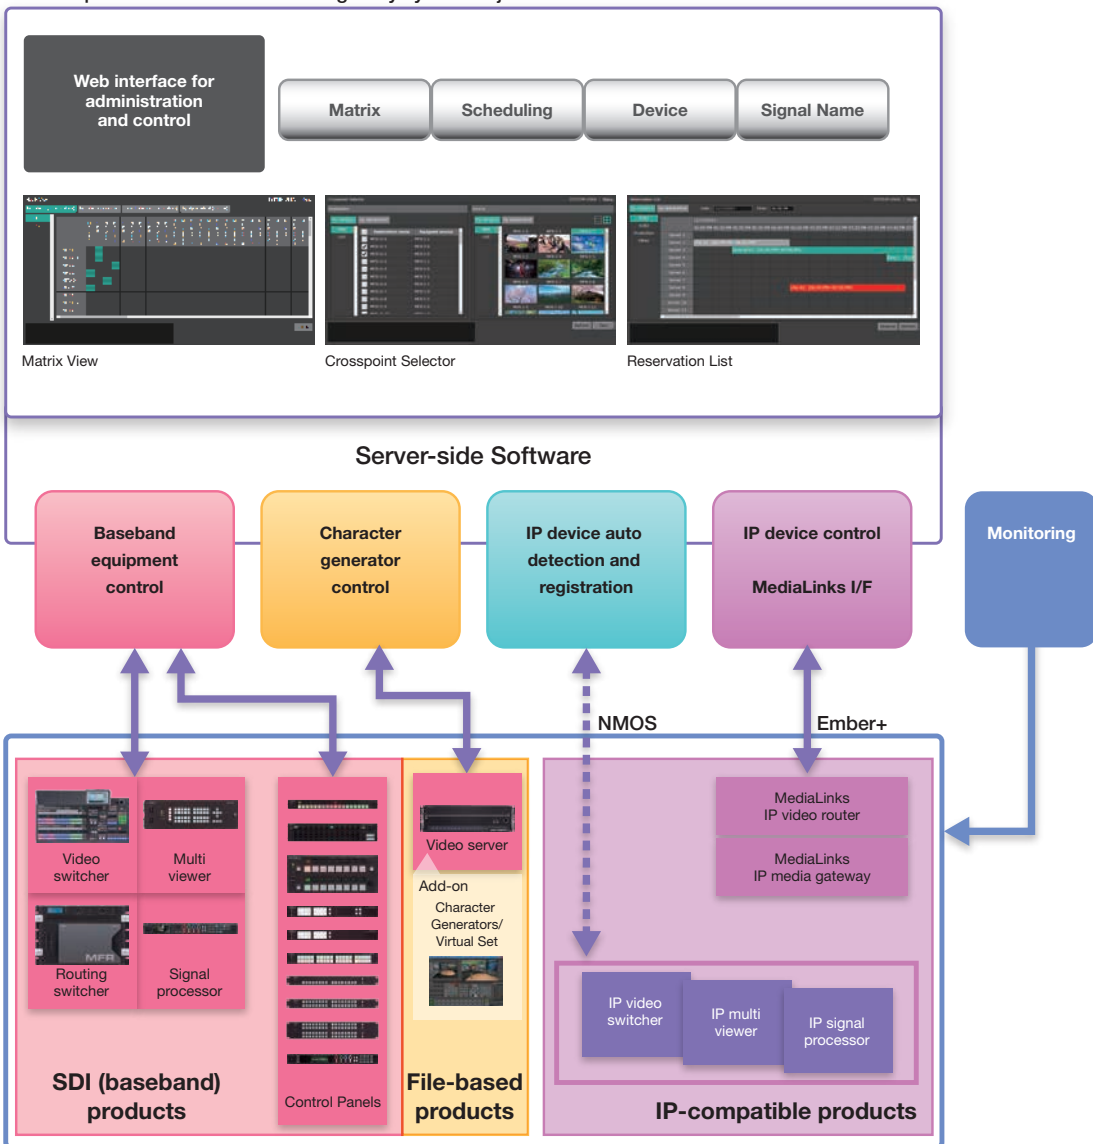 Web interface for
administration
and control
Matrix
Scheduling
Device
Signal Name
Matrix View
Crosspoint Selector
Reservation List
Server-side Software
Baseband
equipment
control
Character
generator
control
IP device auto
detection and
registration
IP device control
MediaLinks I/F
Monitoring
NMOS
Ember+
Video
switcher
Multi
viewer
Routing
switcher
Signal
processor
MFR
Control Panels
Video server
Add-on
Character
Generators/
Virtual Set
MediaLinks
IP video router
MediaLinks
IP media gateway
IP video
switcher
IP multi
viewer
IP signal
processor
SDI (baseband)
products
File-based
products
IP-compatible products